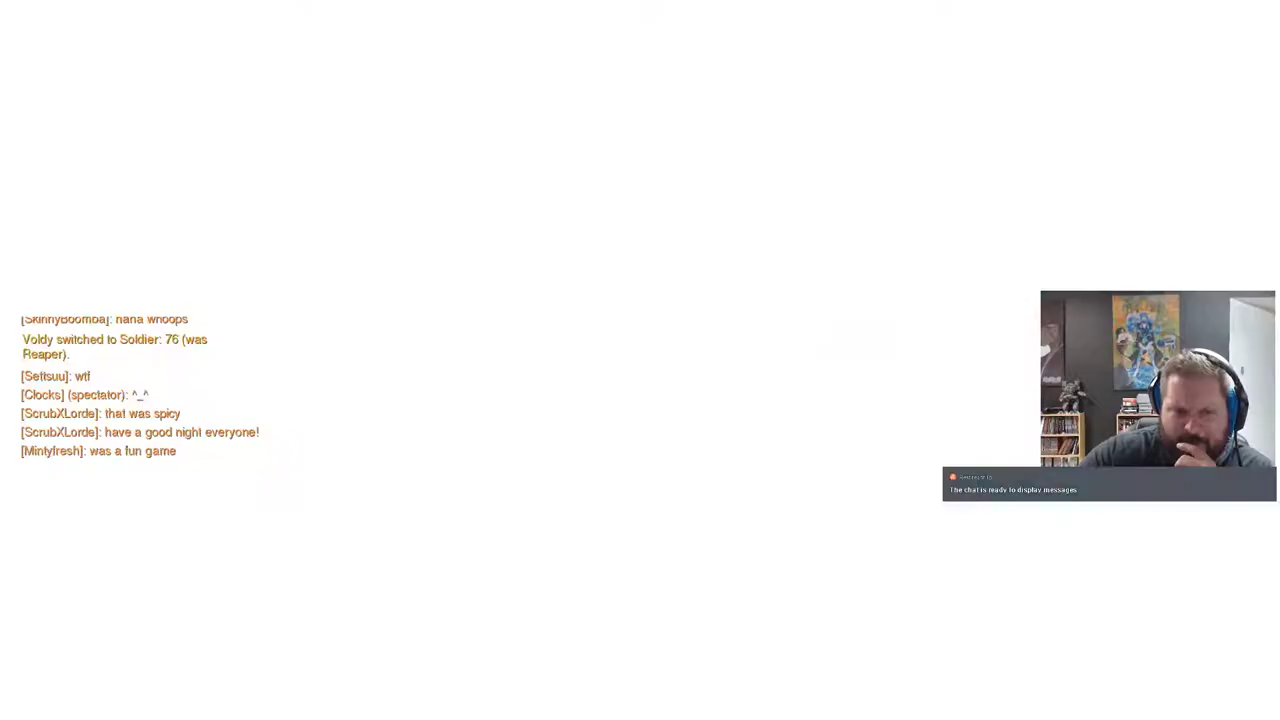 [SkinnyBoomba]: haha whoops
Voldy switched to Soldier: 76 (was
Reaper).
[Settsuu]: wtf
[Clocks] (spectator): ^_^
[ScrubXLorde]: that was spicy
[ScrubXLorde]: have a good night everyone!
[Mintyfresh]: was a fun game
The chat is ready to display messages